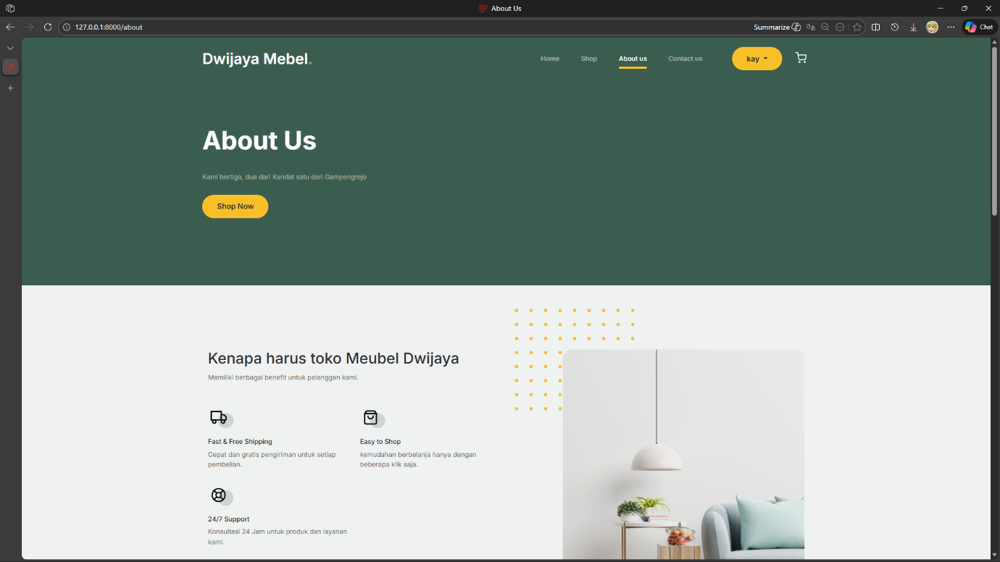 About Us
127.0.0.1:8000/about
Summarize
Chat
Dwijaya Mebel.
Home
Shop
About us
Contact us
kay
About Us
Kami bertiga, dua dari Kandat satu dari Gampengrejo
Shop Now
Kenapa harus toko Meubel Dwijaya
Memiliki berbagai benefit untuk pelanggan kami.
Fast & Free Shipping
Cepat dan gratis pengiriman untuk setiap
pembelian.
Easy to Shop
kemudahan berbelanja hanya dengan
beberapa klik saja.
24/7 Support
Konsultasi 24 Jam untuk produk dan layanan
kami.